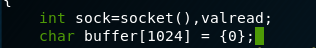 {
int sock=socket(),valread;
char buffer[1024] = {0};